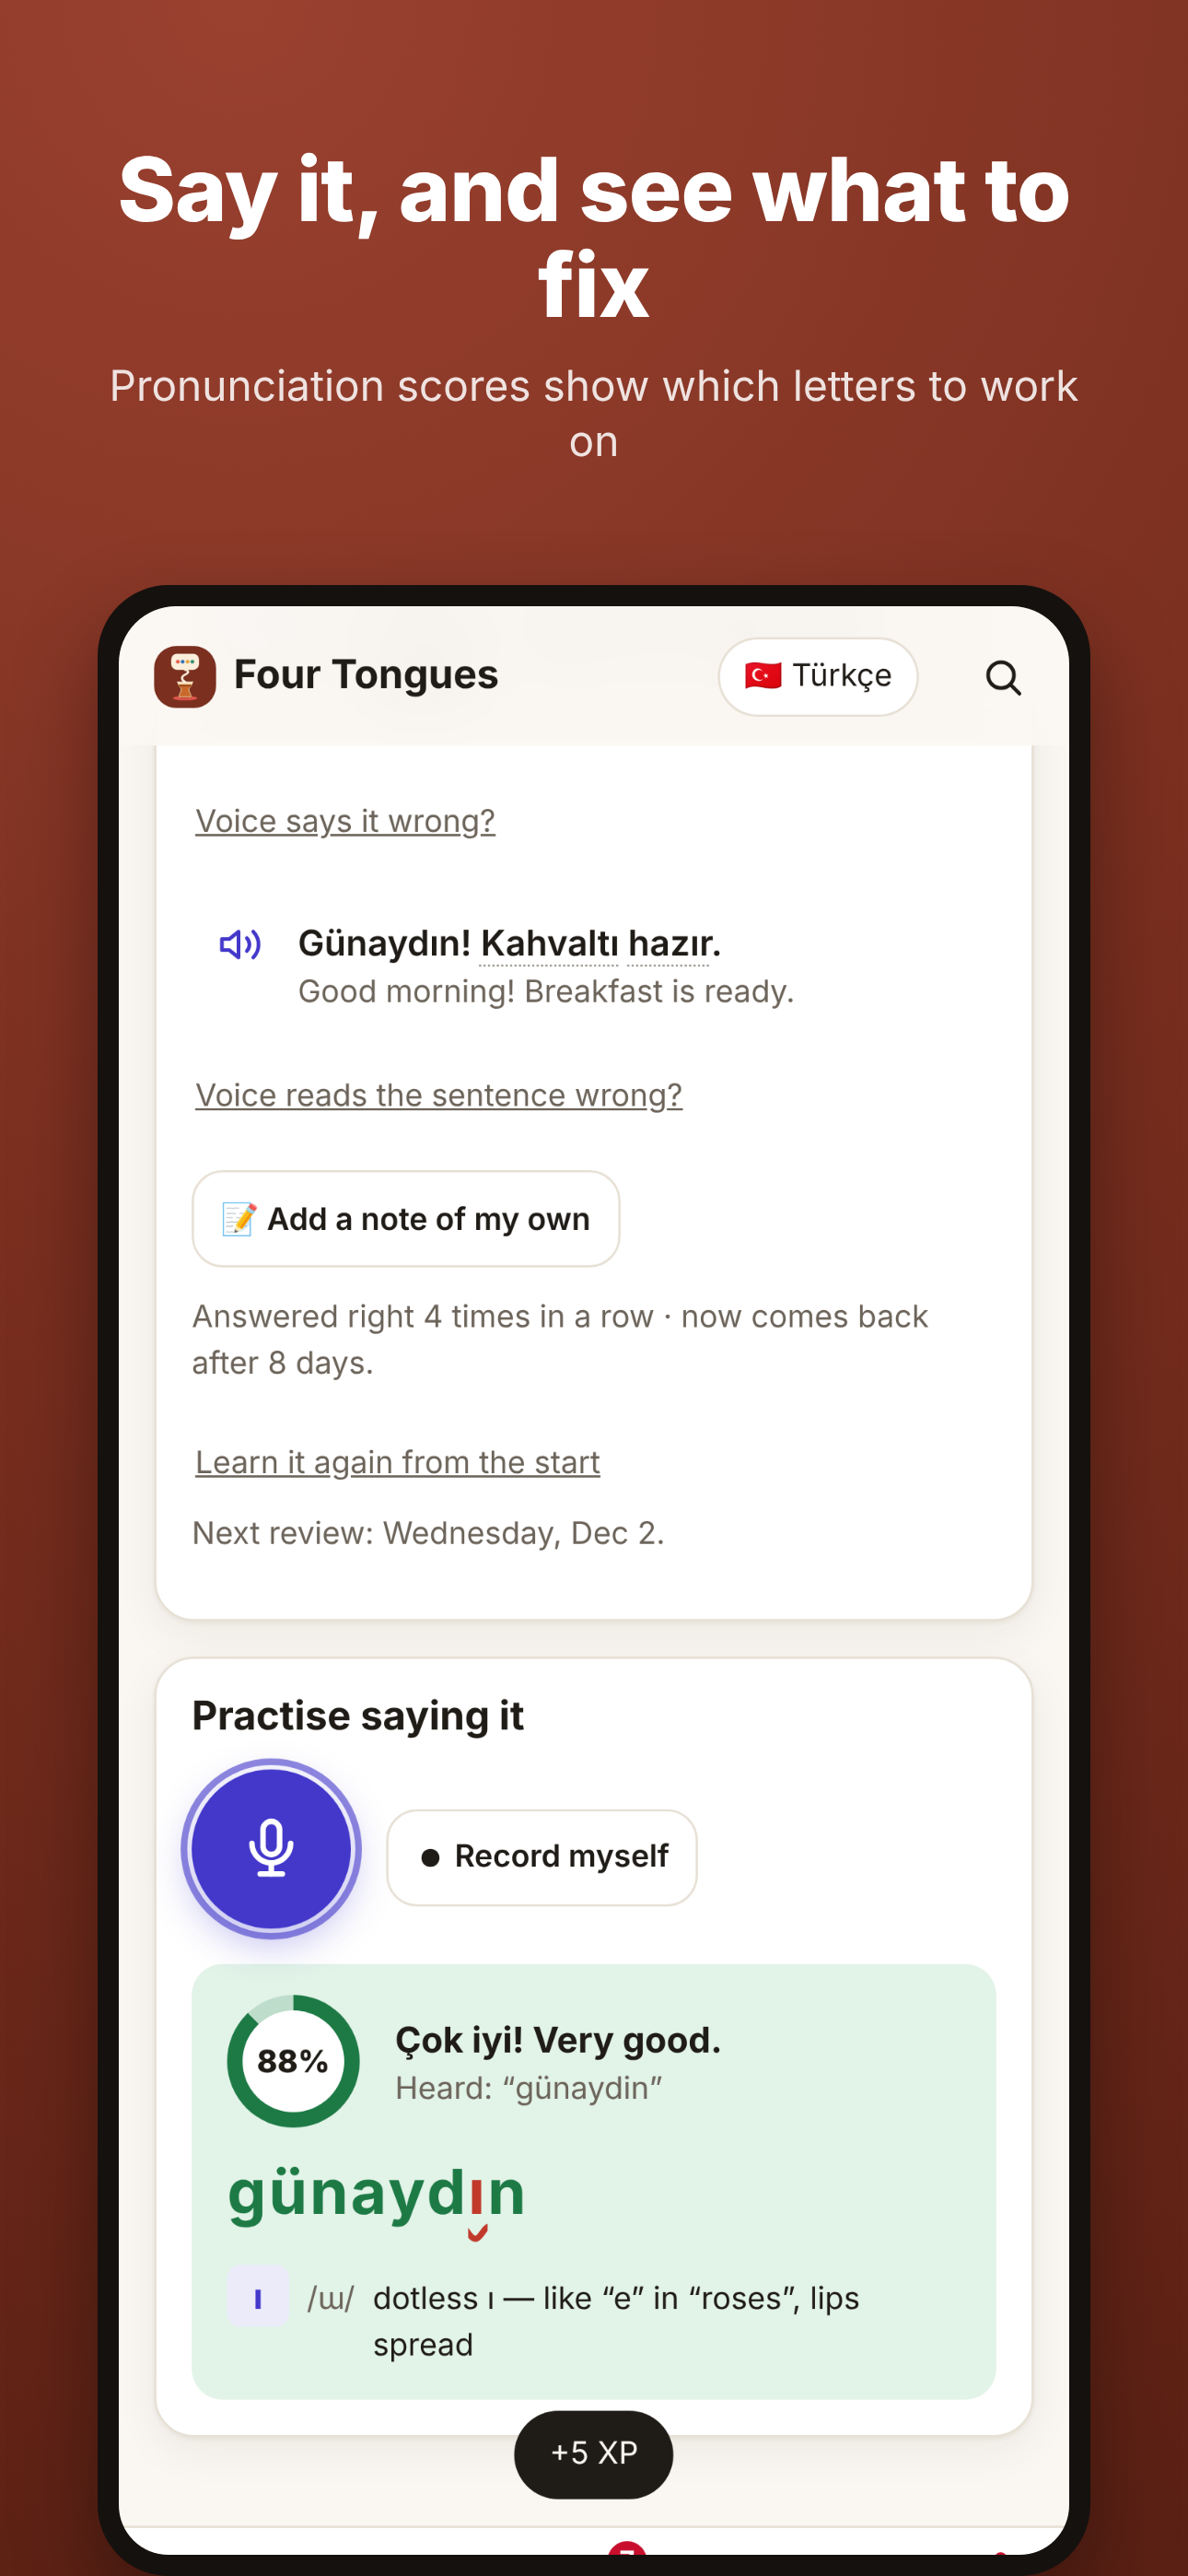 Say it, and see what to
fix
Pronunciation scores show which letters to work
on
Four Tongues
Türkçe
Voice says it wrong?
Günaydın! Kahvaltı hazır.
Good morning! Breakfast is ready.
Voice reads the sentence wrong?
Add a note of my own
Answered right 4 times in a row · now comes back
after 8 days.
Learn it again from the start
Next review: Wednesday, Dec 2.
Practise saying it
Record myself
88%
Çok iyi! Very good.
Heard: “günaydin”
günaydın
ı /ɯ/ dotless ı — like “e” in “roses”, lips
spread
+5 XP